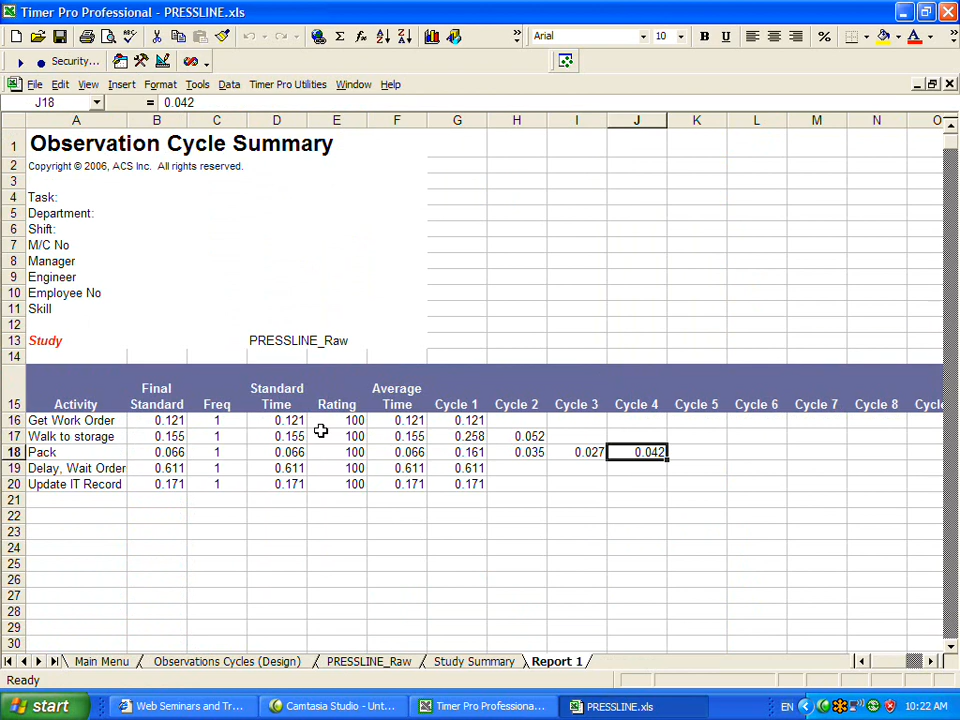 Timer Pro Professional - PRESSLINE.xls
Arial 10 B U %  A
Security...
File Edit View Insert Format Tools Data Timer Pro Utilities Window Help
J18 = 0.042
A B C D E F G H I J K L M N O
1 Observation Cycle Summary
2 Copyright © 2006, ACS Inc. All rights reserved.
3
4 Task:
5 Department:
6 Shift:
7 M/C No
8 Manager
9 Engineer
10 Employee No
11 Skill
12
13 Study PRESSLINE_Raw
14
Final Standard Average
15 Activity Standard Freq Time Rating Time Cycle 1 Cycle 2 Cycle 3 Cycle 4 Cycle 5 Cycle 6 Cycle 7 Cycle 8 Cycle
16 Get Work Order 0.121 1 0.121 100 0.121 0.121
17 Walk to storage 0.155 1 0.155 100 0.155 0.258 0.052
18 Pack 0.066 1 0.066 100 0.066 0.161 0.035 0.027 0.042
19 Delay, Wait Order 0.611 1 0.611 100 0.611 0.611
20 Update IT Record 0.171 1 0.171 100 0.171 0.171
21
22
23
24
25
26
27
28
29
30
Main Menu Observations Cycles (Design) PRESSLINE_Raw Study Summary Report 1
Ready
start Web Seminars and Tr... Camtasia Studio - Unt... Timer Pro Professiona... PRESSLINE.xls EN 10:22 AM